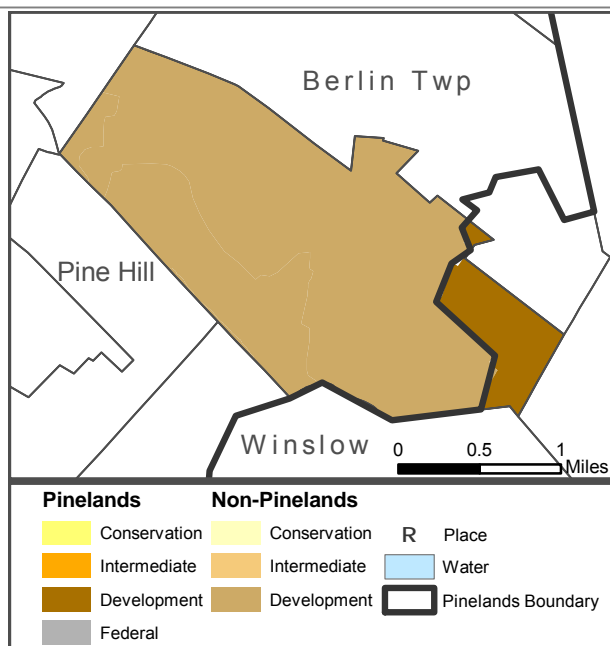 Berlin Twp
Pine Hill
Winslow
0 0.5 1
Miles
Pinelands Non-Pinelands
Conservation Conservation R Place
Intermediate Intermediate Water
Development Development Pinelands Boundary
Federal